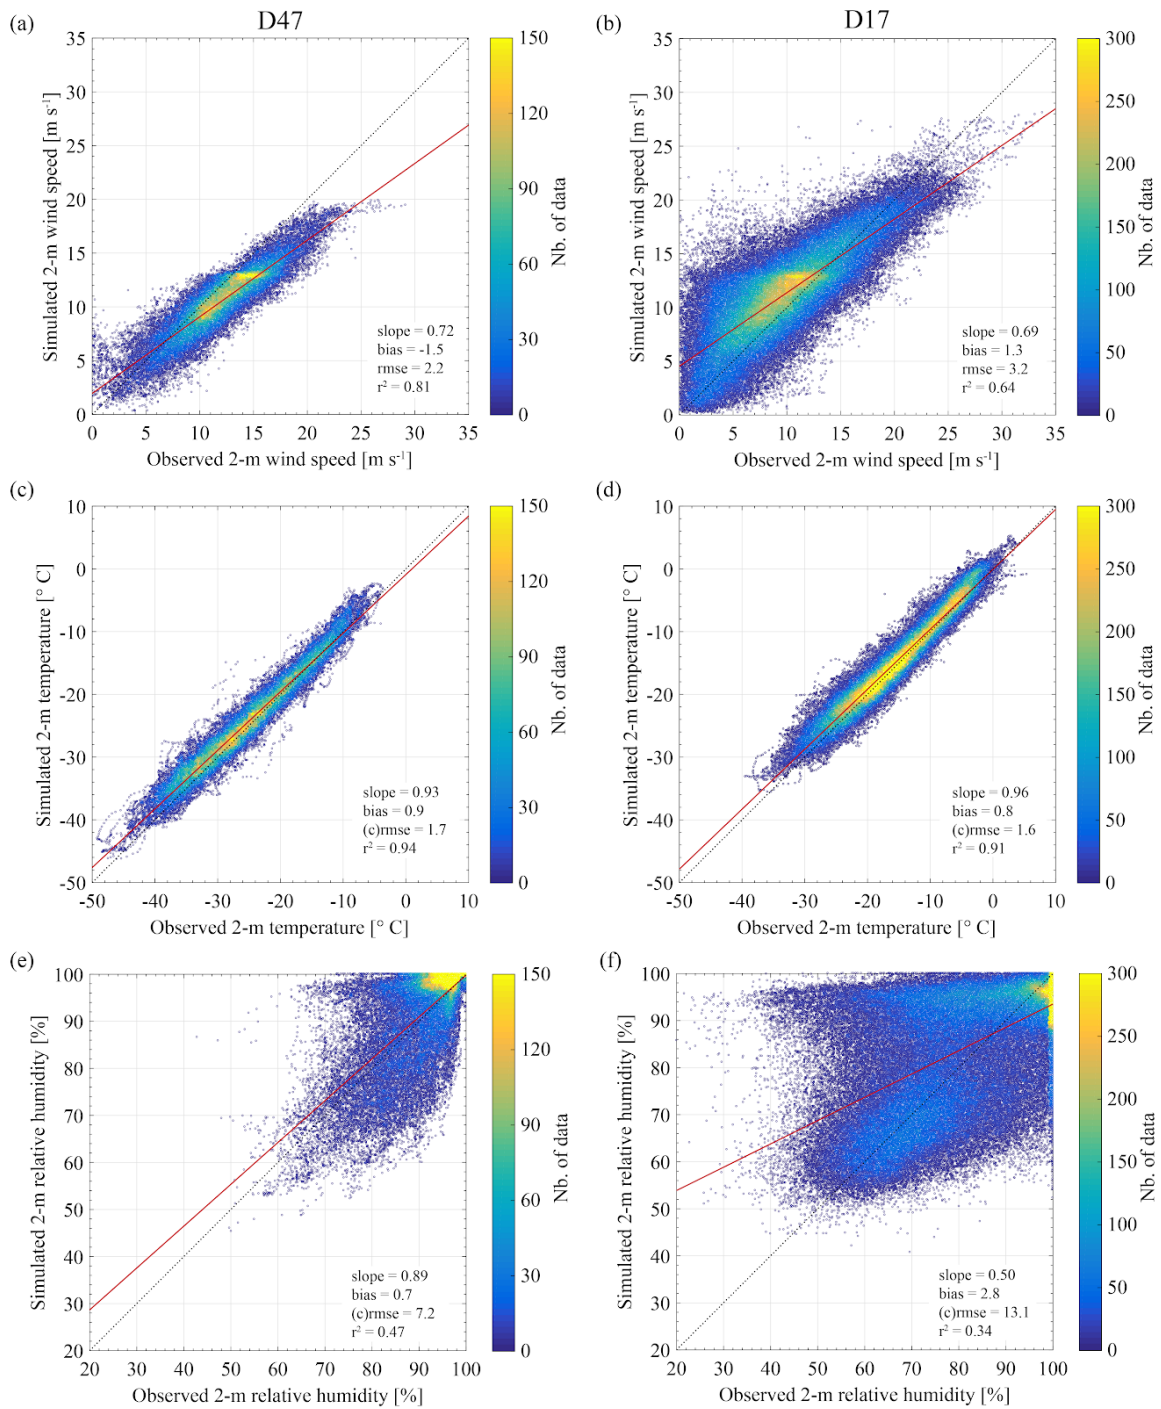 D47
D17
(a)
35
30
25
20
15
10
5
0
0 5 10 15 20 25 30 35
Simulated 2-m wind speed [m s⁻¹]
Observed 2-m wind speed [m s⁻¹]
slope = 0.72
bias = -1.5
rmse = 2.2
r² = 0.81
150
120
90
60
30
0
Nb. of data
(b)
35
30
25
20
15
10
5
0
0 5 10 15 20 25 30 35
Simulated 2-m wind speed [m s⁻¹]
Observed 2-m wind speed [m s⁻¹]
slope = 0.69
bias = 1.3
rmse = 3.2
r² = 0.64
300
250
200
150
100
50
0
Nb. of data
(c)
10
0
-10
-20
-30
-40
-50
-50 -40 -30 -20 -10 0 10
Simulated 2-m temperature [° C]
Observed 2-m temperature [° C]
slope = 0.93
bias = 0.9
(c)rmse = 1.7
r² = 0.94
150
120
90
60
30
0
Nb. of data
(d)
10
0
-10
-20
-30
-40
-50
-50 -40 -30 -20 -10 0 10
Simulated 2-m temperature [° C]
Observed 2-m temperature [° C]
slope = 0.96
bias = 0.8
(c)rmse = 1.6
r² = 0.91
300
250
200
150
100
50
0
Nb. of data
(e)
100
90
80
70
60
50
40
30
20
20 30 40 50 60 70 80 90 100
Simulated 2-m relative humidity [%]
Observed 2-m relative humidity [%]
slope = 0.89
bias = 0.7
(c)rmse = 7.2
r² = 0.47
150
120
90
60
30
0
Nb. of data
(f)
100
90
80
70
60
50
40
30
20
20 30 40 50 60 70 80 90 100
Simulated 2-m relative humidity [%]
Observed 2-m relative humidity [%]
slope = 0.50
bias = 2.8
(c)rmse = 13.1
r² = 0.34
300
250
200
150
100
50
0
Nb. of data